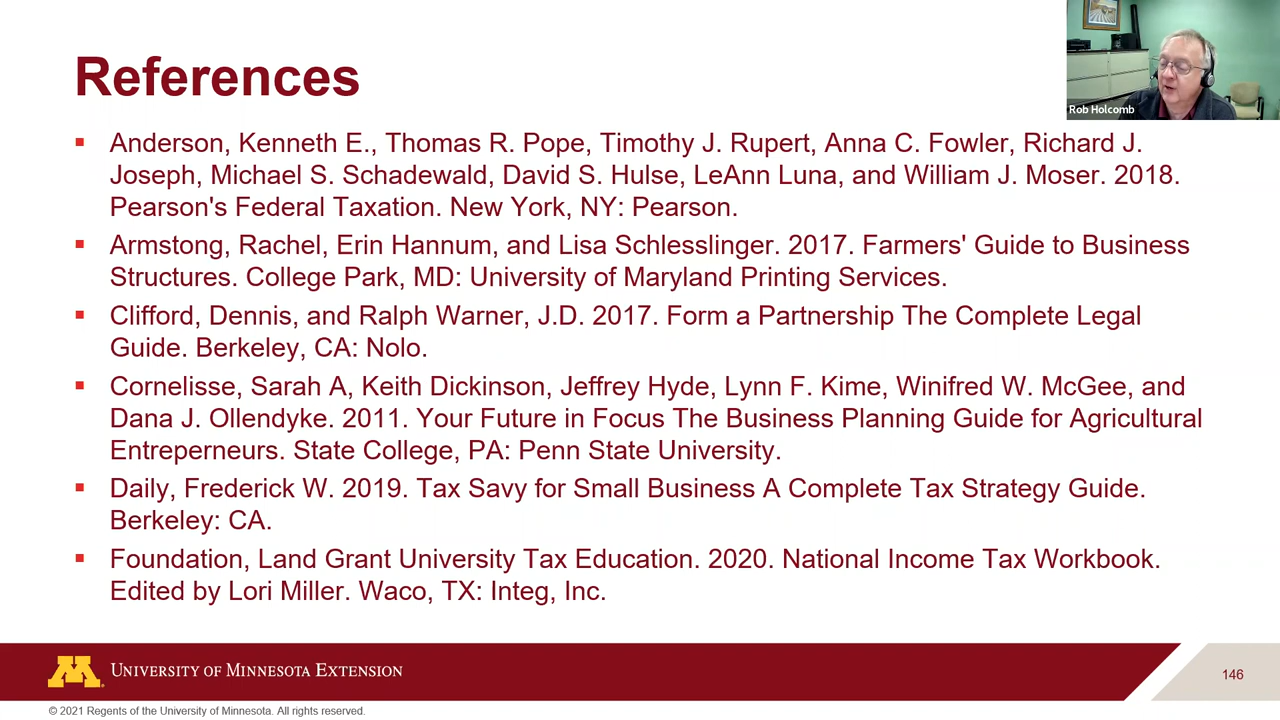 References
Rob Holcomb
▪ Anderson, Kenneth E., Thomas R. Pope, Timothy J. Rupert, Anna C. Fowler, Richard J.
Joseph, Michael S. Schadewald, David S. Hulse, LeAnn Luna, and William J. Moser. 2018.
Pearson's Federal Taxation. New York, NY: Pearson.
▪ Armstong, Rachel, Erin Hannum, and Lisa Schlesslinger. 2017. Farmers' Guide to Business
Structures. College Park, MD: University of Maryland Printing Services.
▪ Clifford, Dennis, and Ralph Warner, J.D. 2017. Form a Partnership The Complete Legal
Guide. Berkeley, CA: Nolo.
▪ Cornelisse, Sarah A, Keith Dickinson, Jeffrey Hyde, Lynn F. Kime, Winifred W. McGee, and
Dana J. Ollendyke. 2011. Your Future in Focus The Business Planning Guide for Agricultural
Entreperneurs. State College, PA: Penn State University.
▪ Daily, Frederick W. 2019. Tax Savy for Small Business A Complete Tax Strategy Guide.
Berkeley: CA.
▪ Foundation, Land Grant University Tax Education. 2020. National Income Tax Workbook.
Edited by Lori Miller. Waco, TX: Integ, Inc.
M UNIVERSITY OF MINNESOTA EXTENSION
146
© 2021 Regents of the University of Minnesota. All rights reserved.